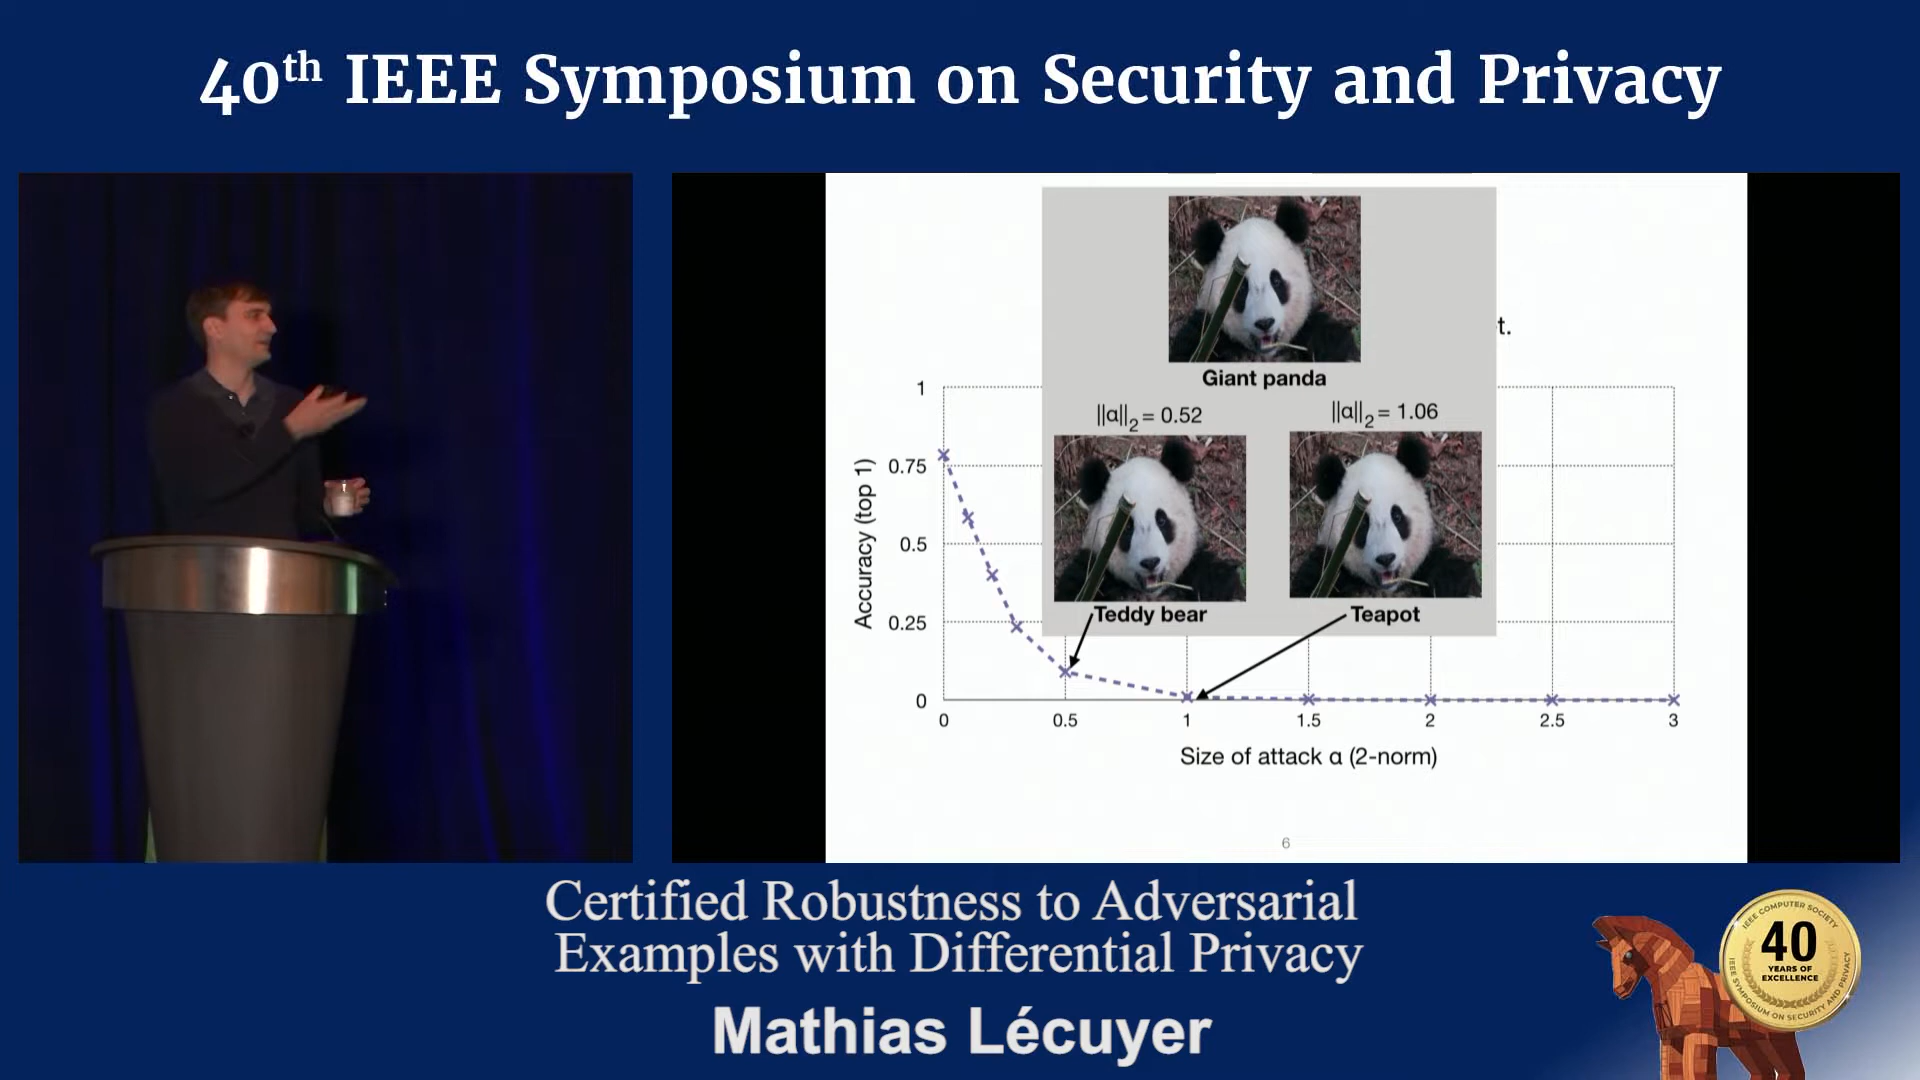 40th IEEE Symposium on Security and Privacy
t.
Giant panda
||α||2 = 0.52
||α||2 = 1.06
Teddy bear
Teapot
Accuracy (top 1)
1
0.75
0.5
0.25
0
0
0.5
1
1.5
2
2.5
3
Size of attack α (2-norm)
6
Certified Robustness to Adversarial
Examples with Differential Privacy
Mathias Lécuyer
IEEE COMPUTER SOCIETY
40
YEARS OF
EXCELLENCE
IEEE SYMPOSIUM ON SECURITY AND PRIVACY